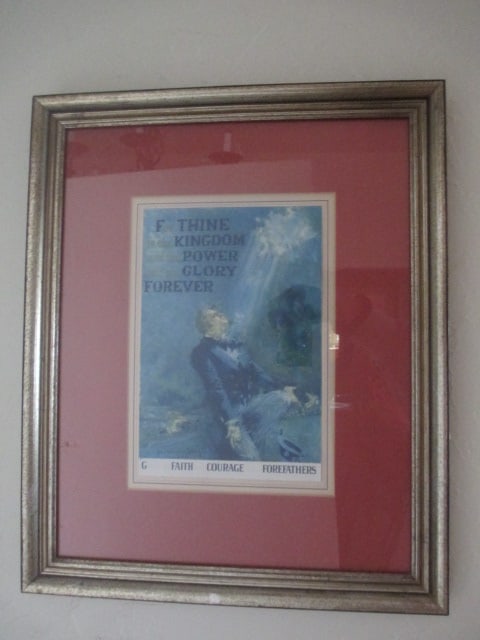 F THINE
KINGDOM
POWER
GLORY
FOREVER
G FAITH COURAGE FOREFATHERS